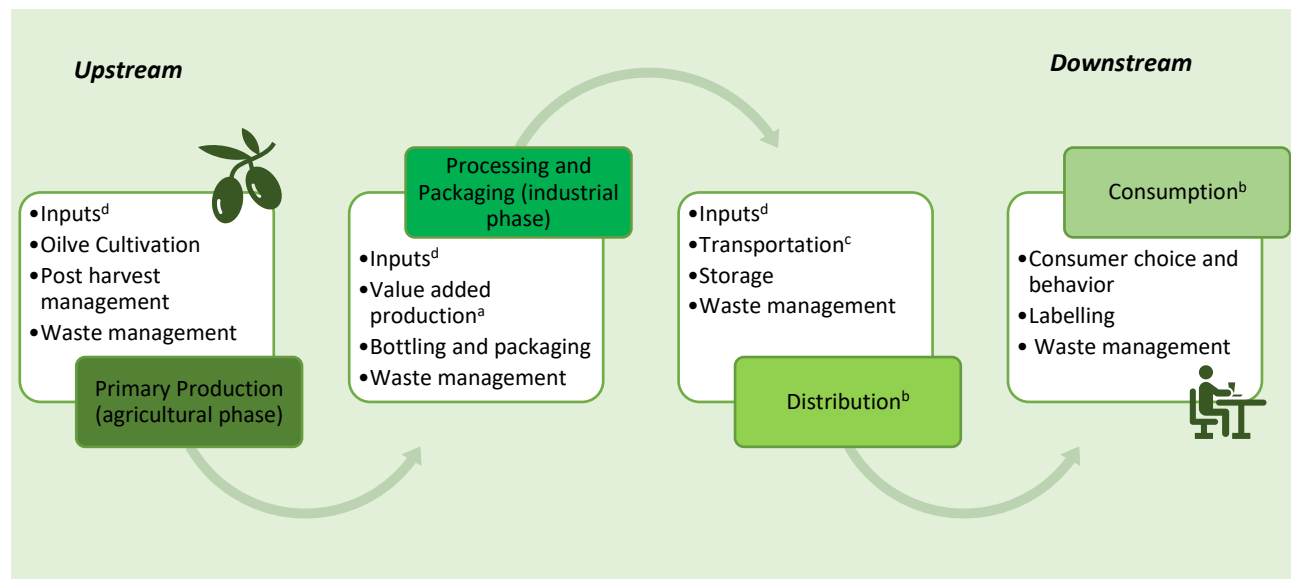 Upstream
Downstream
•Inputsᵈ
•Oilve Cultivation
•Post harvest
management
•Waste management
Primary Production
(agricultural phase)
Processing and
Packaging (industrial
phase)
•Inputsᵈ
•Value added
productionᵃ
•Bottling and packaging
•Waste management
•Inputsᵈ
•Transportationᶜ
•Storage
•Waste management
Distributionᵇ
Consumptionᵇ
•Consumer choice and
behavior
•Labelling
• Waste management